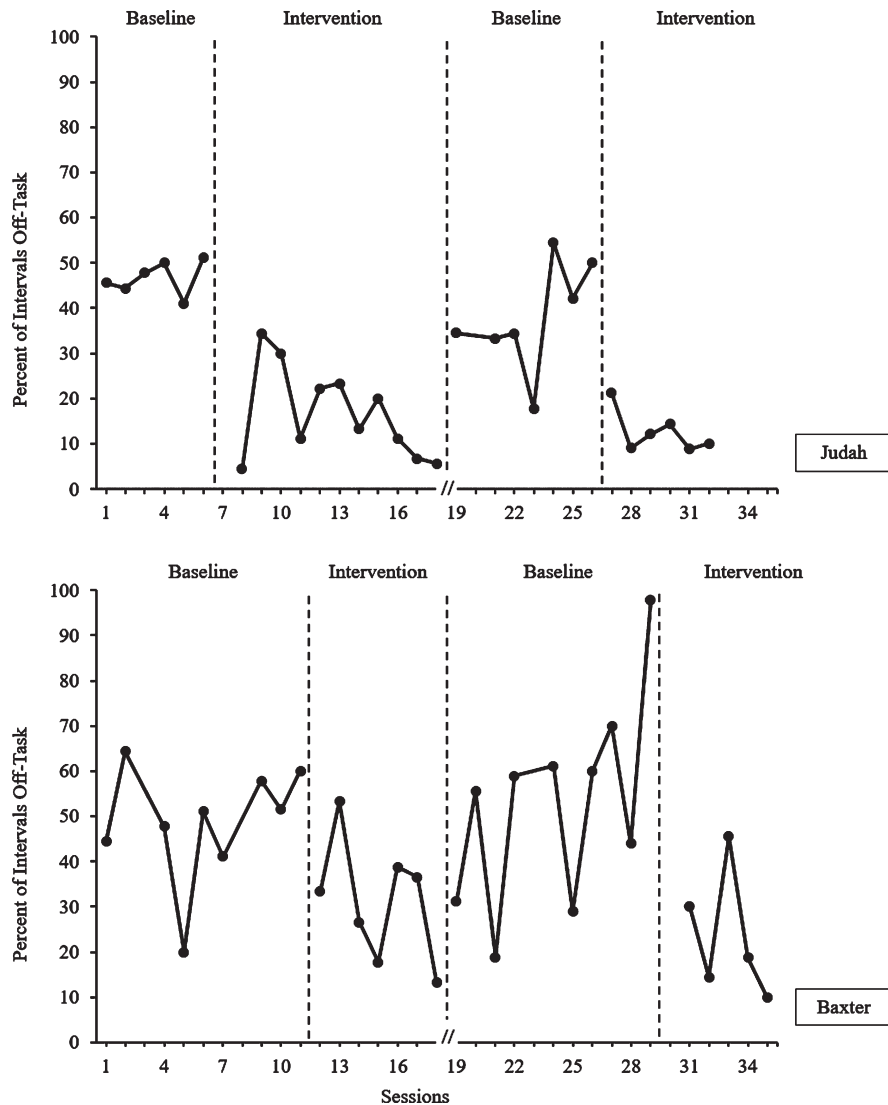 Baseline Intervention Baseline Intervention
100
90
80
70
60
50
40
30
20
10
0
Percent of Intervals Off-Task
Judah
1 4 7 10 13 16 // 19 22 25 28 31 34
Baseline Intervention Baseline Intervention
100
90
80
70
60
50
40
30
20
10
0
Percent of Intervals Off-Task
Baxter
1 4 7 10 13 16 // 19 22 25 28 31 34
Sessions